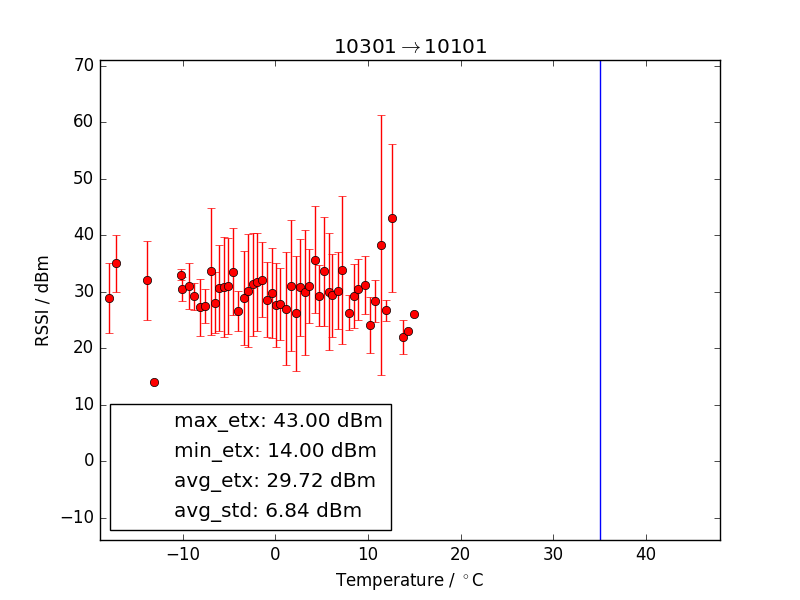 10301→10101
RSSI / dBm
70
60
50
40
30
20
10
0
−10
max_etx: 43.00 dBm
min_etx: 14.00 dBm
avg_etx: 29.72 dBm
avg_std: 6.84 dBm
−10 0 10 20 30 40
Temperature / °C